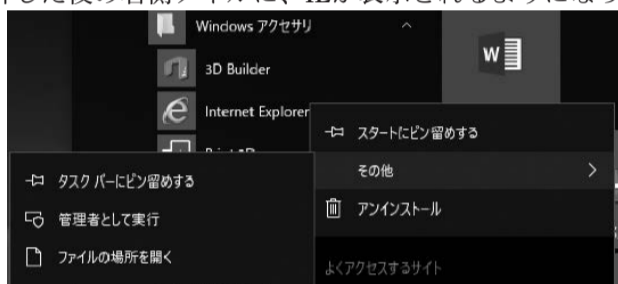 Windows アクセサリ
3D Builder
Internet Explorer
スタートにピン留めする
その他
アンインストール
よくアクセスするサイト
タスク バーにピン留めする
管理者として実行
ファイルの場所を開く